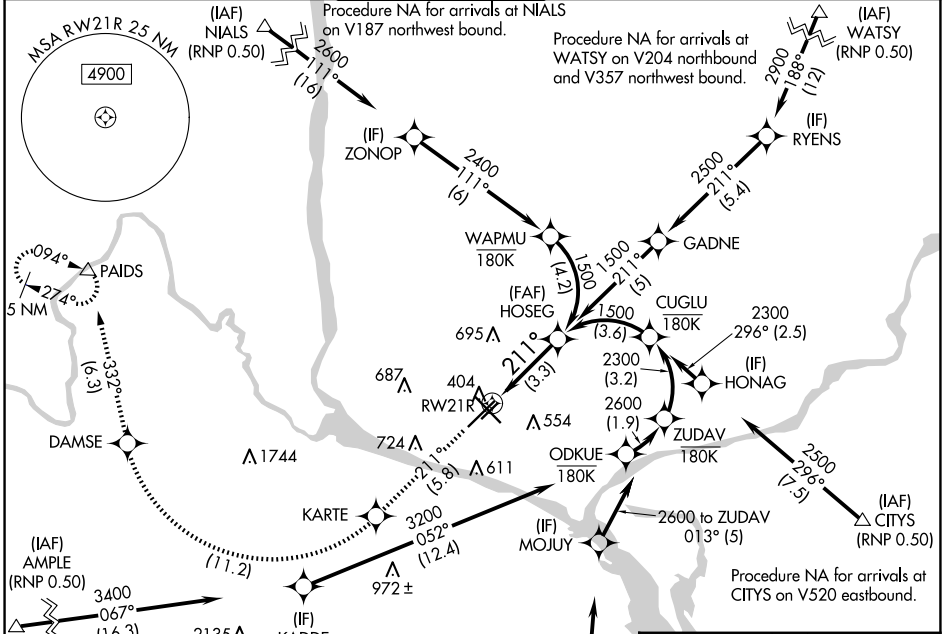 (IAF)
NIALS
(RNP 0.50)
Procedure NA for arrivals at NIALS
on V187 northwest bound.
2600
111°
(16)
Procedure NA for arrivals at
WATSY on V204 northbound
and V357 northwest bound.
(IAF)
WATSY
(RNP 0.50)
2900
188°
(12)
MSA RW21R 25 NM
4900
(IF)
ZONOP
(IF)
RYENS
2400
111°
(6)
2500
211°
(5.4)
WAPMU
180K
GADNE
1500
(4.2)
1500
211°
(5)
094°
PAIDS
274°
5 NM
(FAF)
HOSEG
CUGLU
180K
1500
(3.6)
2300
296° (2.5)
695
211°
(3.3)
2300
(3.2)
(IF)
HONAG
332°
(6.3)
687
404
RW21R
554
2600
(1.9)
ZUDAV
180K
DAMSE
1744
724
211°
(5.8)
611
ODKUE
180K
2500
296°
(7.5)
KARTE
3200
052°
(12.4)
(IF)
MOJUY
2600 to ZUDAV
013° (5)
(IAF)
CITYS
(RNP 0.50)
(IAF)
AMPLE
(RNP 0.50)
(11.2)
972 ±
Procedure NA for arrivals at
CITYS on V520 eastbound.
3400
067°
(16.3)
(IF)
2135